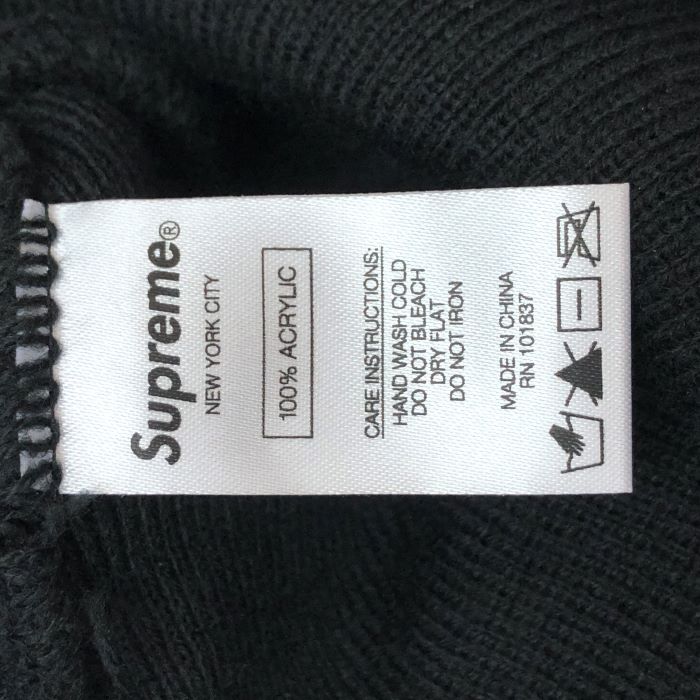 Supreme®
NEW YORK CITY
100% ACRYLIC
CARE INSTRUCTIONS:
HAND WASH COLD
DO NOT BLEACH
DRY FLAT
DO NOT IRON
MADE IN CHINA
RN 101837